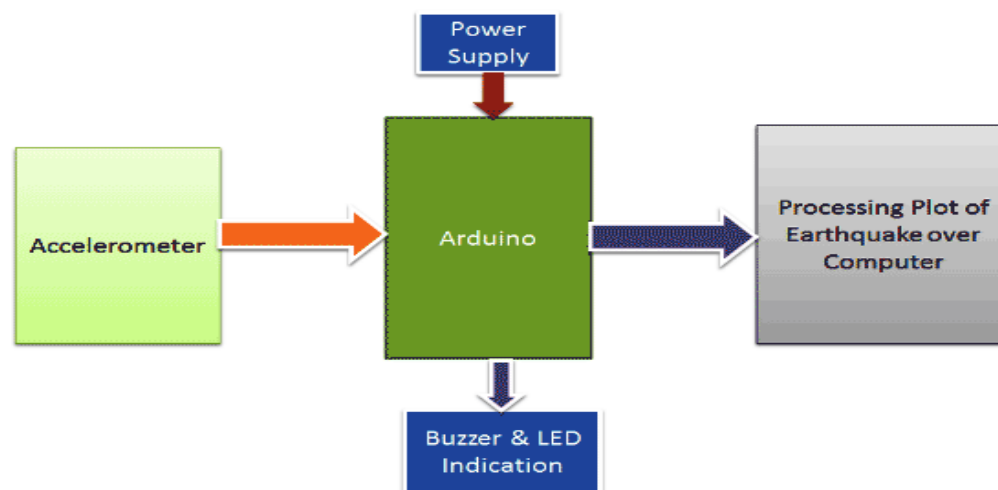 Power
Supply
Accelerometer
Arduino
Processing Plot of
Earthquake over
Computer
Buzzer & LED
Indication